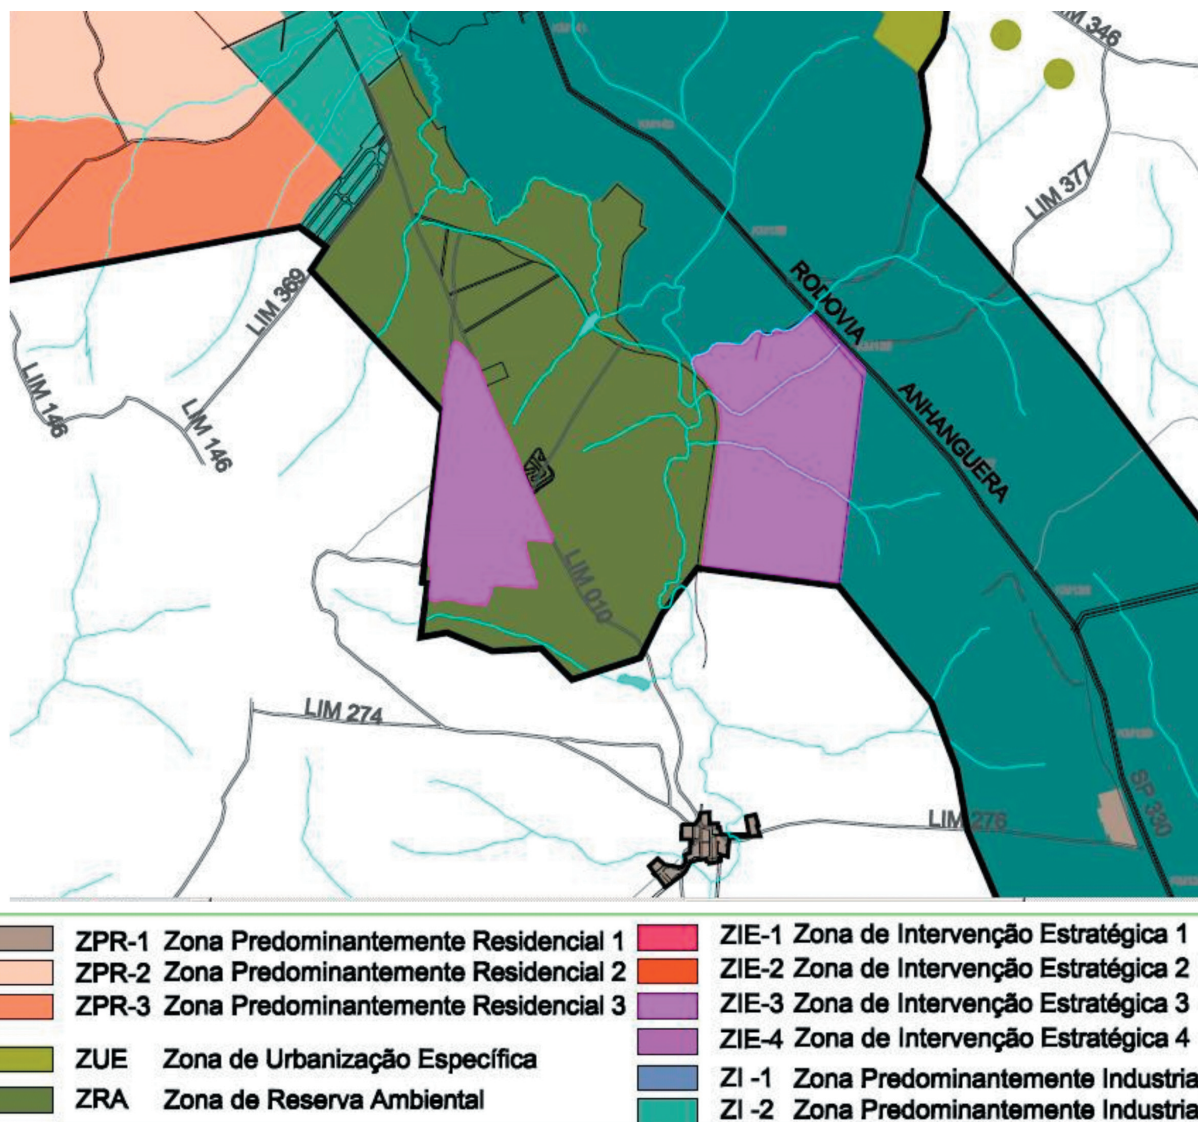 LIM 346
LIM 377
RODOVIA
LIM 369
ANHANGUERA
LIM 146
LIM 146
LIM 010
LIM 274
LIM 276
SP 330
ZPR-1 Zona Predominantemente Residencial 1
ZPR-2 Zona Predominantemente Residencial 2
ZPR-3 Zona Predominantemente Residencial 3
ZUE Zona de Urbanização Específica
ZRA Zona de Reserva Ambiental
ZIE-1 Zona de Intervenção Estratégica 1
ZIE-2 Zona de Intervenção Estratégica 2
ZIE-3 Zona de Intervenção Estratégica 3
ZIE-4 Zona de Intervenção Estratégica 4
ZI -1 Zona Predominantemente Industria
ZI -2 Zona Predominantemente Industria